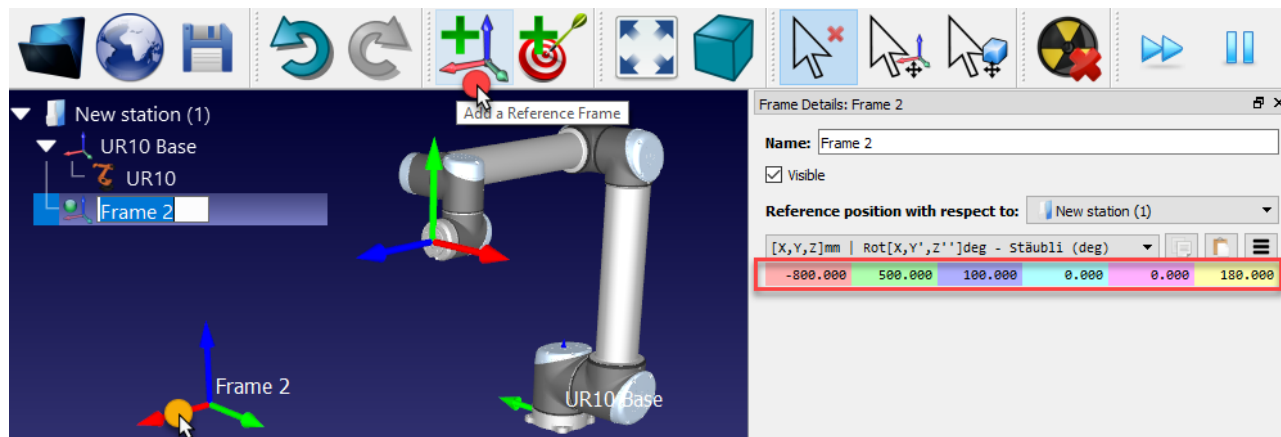 Add a Reference Frame
New station (1)
UR10 Base
UR10
Frame 2
Frame 2
UR10 Base
Frame Details: Frame 2
Name: Frame 2
Visible
Reference position with respect to: New station (1)
[X,Y,Z]mm | Rot[X,Y',Z'']deg - Stäubli (deg)
-800.000 500.000 100.000 0.000 0.000 180.000